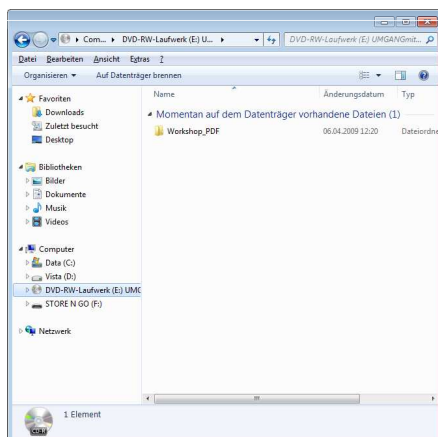 Com... ▸ DVD-RW-Laufwerk (E:) U... ▸ DVD-RW-Laufwerk (E:) UMGANGmit...
Datei Bearbeiten Ansicht Extras ?
Organisieren Auf Datenträger brennen
Name Änderungsdatum Typ
Favoriten
Downloads
Zuletzt besucht
Desktop
Momentan auf dem Datenträger vorhandene Dateien (1)
Workshop_PDF 06.04.2009 12:20 Dateiordne
Bibliotheken
Bilder
Dokumente
Musik
Videos
Computer
Data (C:)
Vista (D:)
DVD-RW-Laufwerk (E:) UMG
STORE N GO (F:)
Netzwerk
1 Element
CD-R